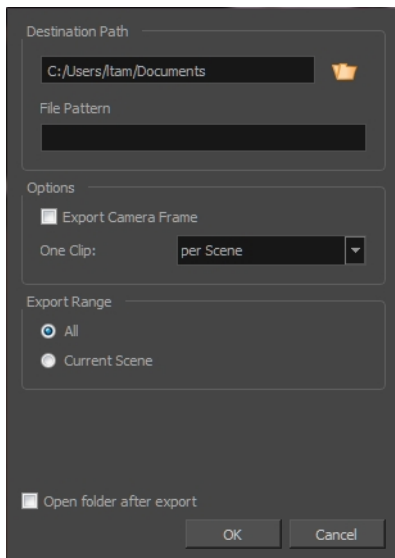 Destination Path
C:/Users/ltam/Documents
File Pattern
Options
Export Camera Frame
One Clip: per Scene
Export Range
All
Current Scene
Open folder after export
OK Cancel